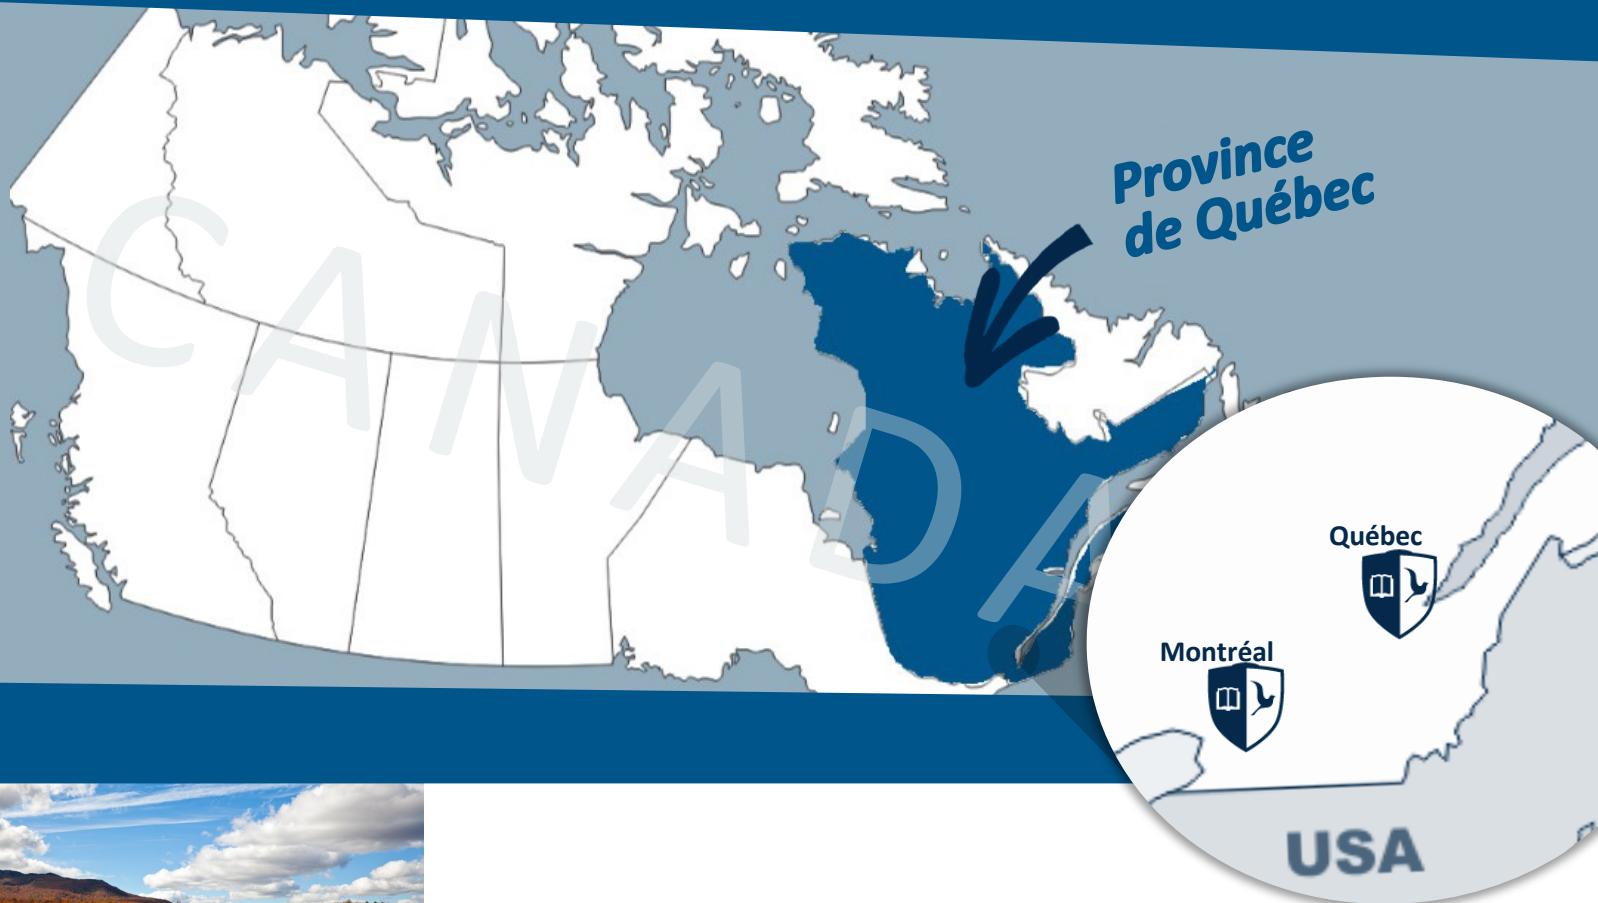 CANADA
Province
de Québec
Québec
Montréal
USA